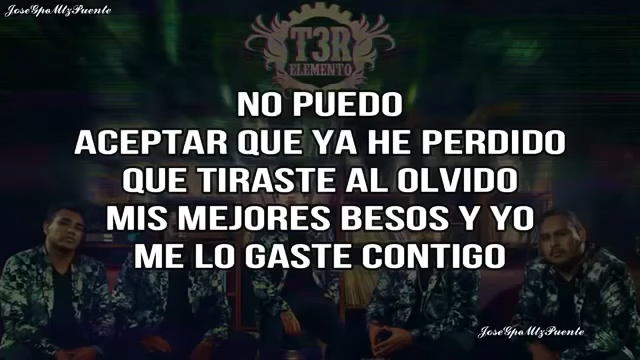 JoseGpoMtzPuente
T3R
ELEMENTO
NO PUEDO
ACEPTAR QUE YA HE PERDIDO
QUE TIRASTE AL OLVIDO
MIS MEJORES BESOS Y YO
ME LO GASTE CONTIGO
JoseGpoMtzPuente